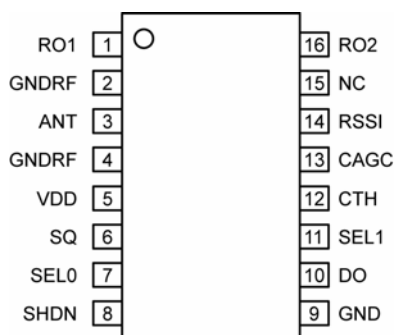 RO1 1 16 RO2
GNDRF 2 15 NC
ANT 3 14 RSSI
GNDRF 4 13 CAGC
VDD 5 12 CTH
SQ 6 11 SEL1
SEL0 7 10 DO
SHDN 8 9 GND